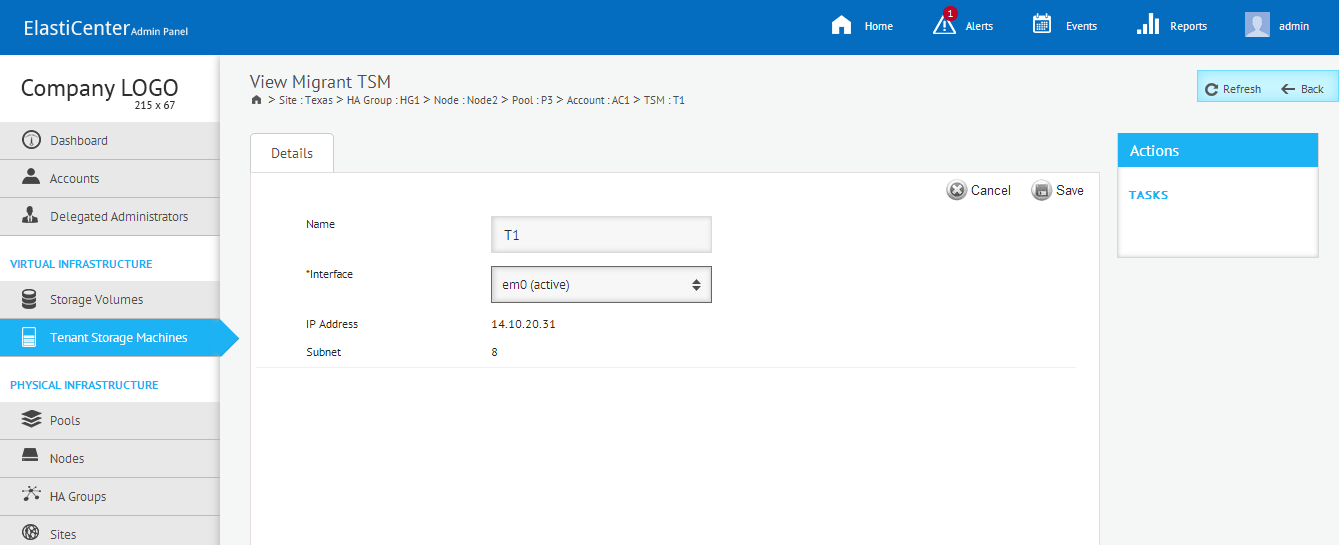 ElastiCenter Admin Panel
1
Home
Alerts
Events
Reports
admin
Company LOGO
215 x 67
Dashboard
Accounts
Delegated Administrators
VIRTUAL INFRASTRUCTURE
Storage Volumes
Tenant Storage Machines
PHYSICAL INFRASTRUCTURE
Pools
Nodes
HA Groups
Sites
View Migrant TSM
> Site : Texas > HA Group : HG1 > Node : Node2 > Pool : P3 > Account : AC1 > TSM : T1
Refresh
Back
Details
Cancel
Save
Name
T1
*Interface
em0 (active)
IP Address
14.10.20.31
Subnet
8
Actions
TASKS